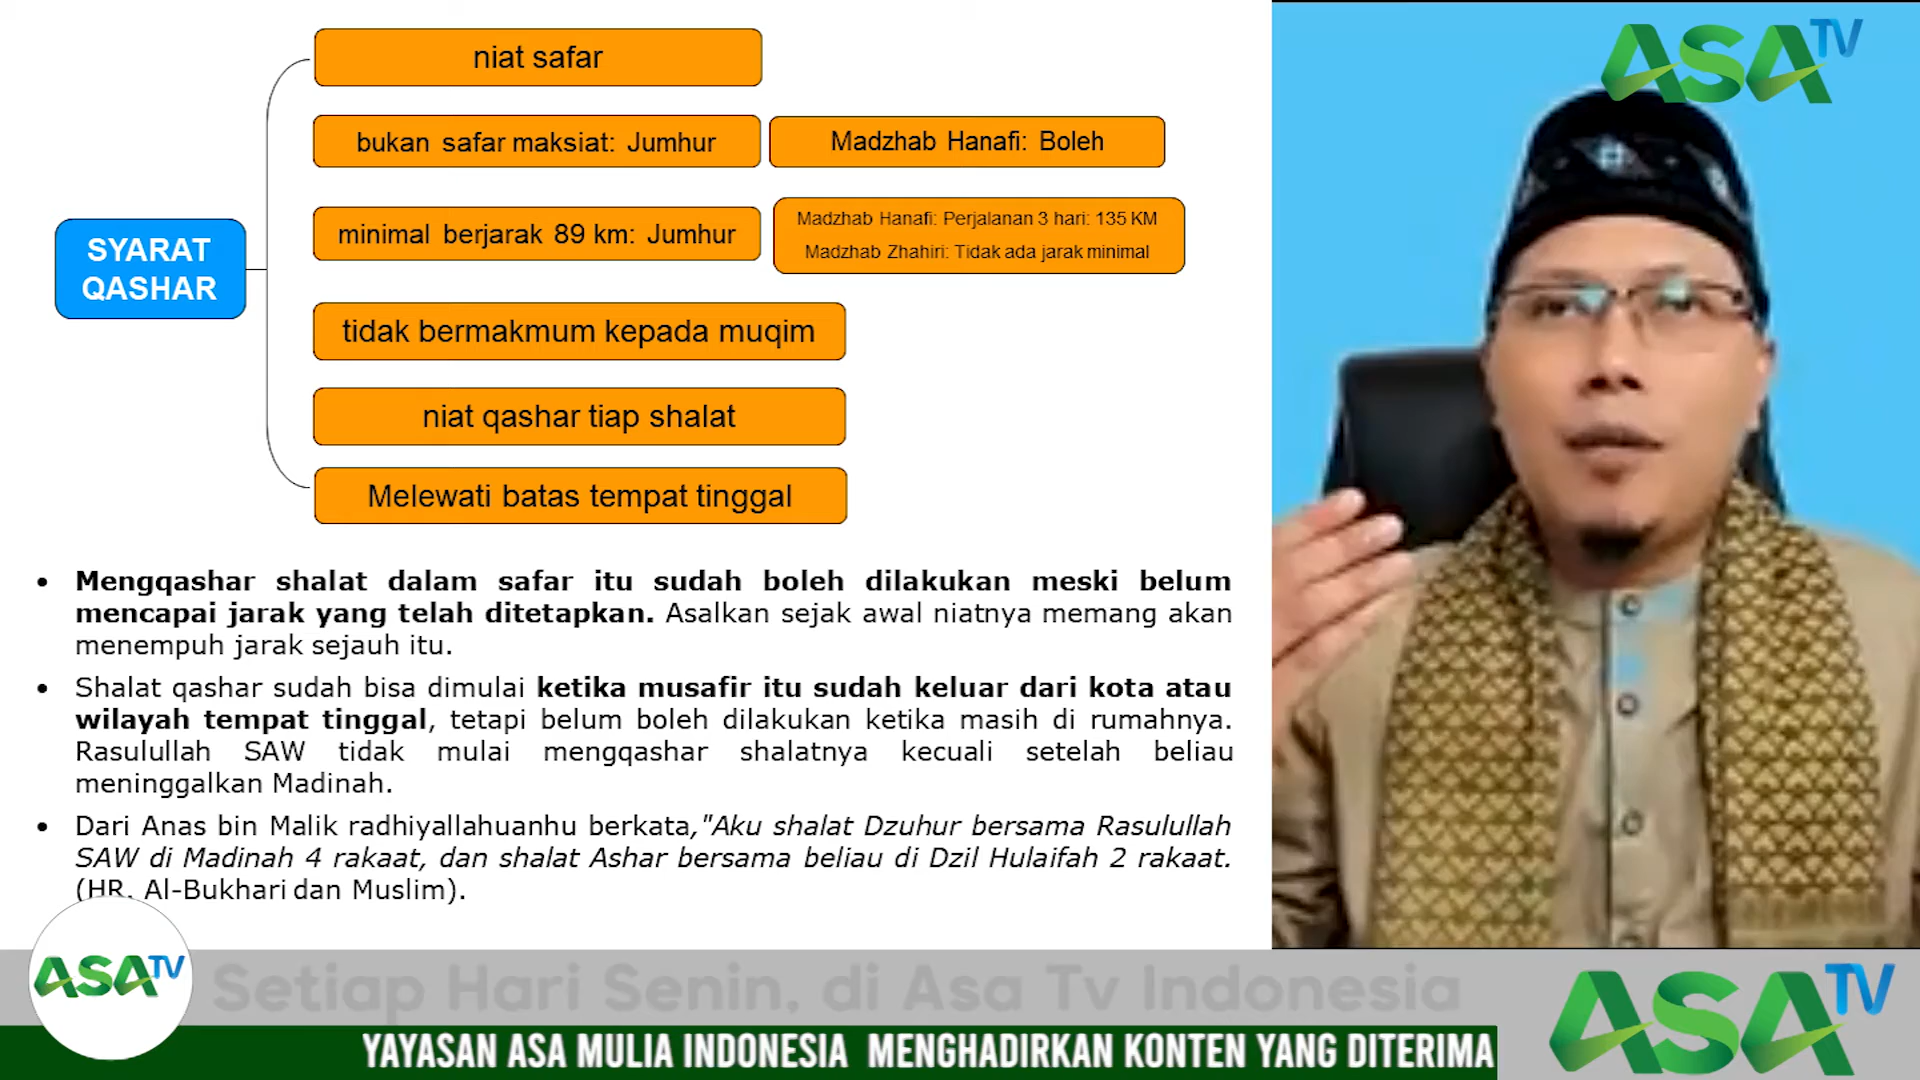 niat safar
bukan safar maksiat: Jumhur
Madzhab Hanafi: Boleh
minimal berjarak 89 km: Jumhur
Madzhab Hanafi: Perjalanan 3 hari: 135 KM
Madzhab Zhahiri: Tidak ada jarak minimal
SYARAT
QASHAR
tidak bermakmum kepada muqim
niat qashar tiap shalat
Melewati batas tempat tinggal
• Mengqashar shalat dalam safar itu sudah boleh dilakukan meski belum
mencapai jarak yang telah ditetapkan. Asalkan sejak awal niatnya memang akan
menempuh jarak sejauh itu.
• Shalat qashar sudah bisa dimulai ketika musafir itu sudah keluar dari kota atau
wilayah tempat tinggal, tetapi belum boleh dilakukan ketika masih di rumahnya.
Rasulullah SAW tidak mulai mengqashar shalatnya kecuali setelah beliau
meninggalkan Madinah.
• Dari Anas bin Malik radhiyallahuanhu berkata,"Aku shalat Dzuhur bersama Rasulullah
SAW di Madinah 4 rakaat, dan shalat Ashar bersama beliau di Dzil Hulaifah 2 rakaat.
(HR. Al-Bukhari dan Muslim).
ASA TV
ASA TV
Setiap Hari Senin, di Asa Tv Indonesia
YAYASAN ASA MULIA INDONESIA MENGHADIRKAN KONTEN YANG DITERIMA
ASA TV